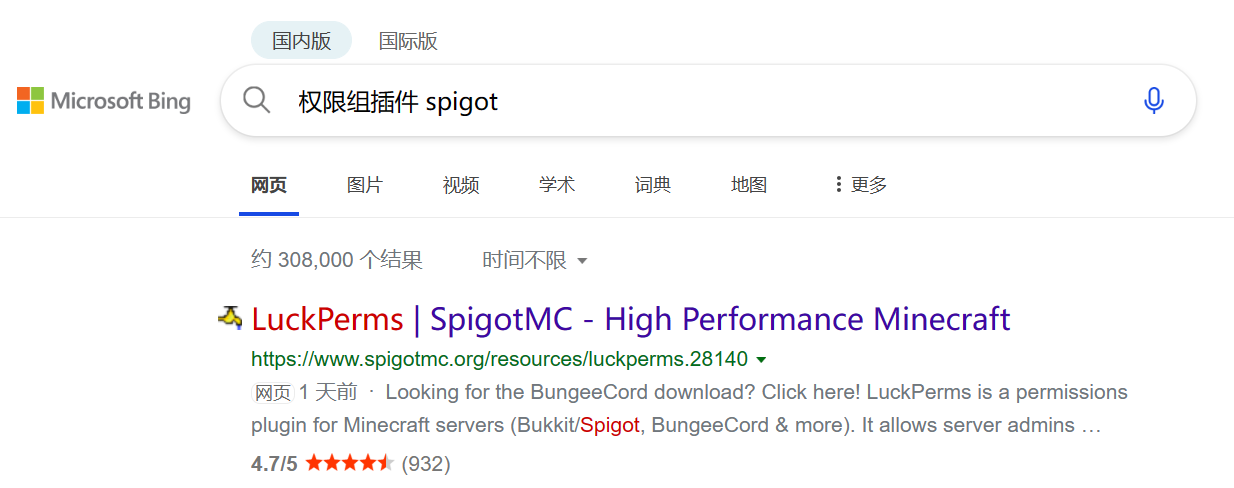 国内版 国际版
Microsoft Bing
权限组插件 spigot
网页 图片 视频 学术 词典 地图 更多
约 308,000 个结果 时间不限
LuckPerms | SpigotMC - High Performance Minecraft
https://www.spigotmc.org/resources/luckperms.28140
网页 1 天前 · Looking for the BungeeCord download? Click here! LuckPerms is a permissions
plugin for Minecraft servers (Bukkit/Spigot, BungeeCord & more). It allows server admins …
4.7/5 (932)